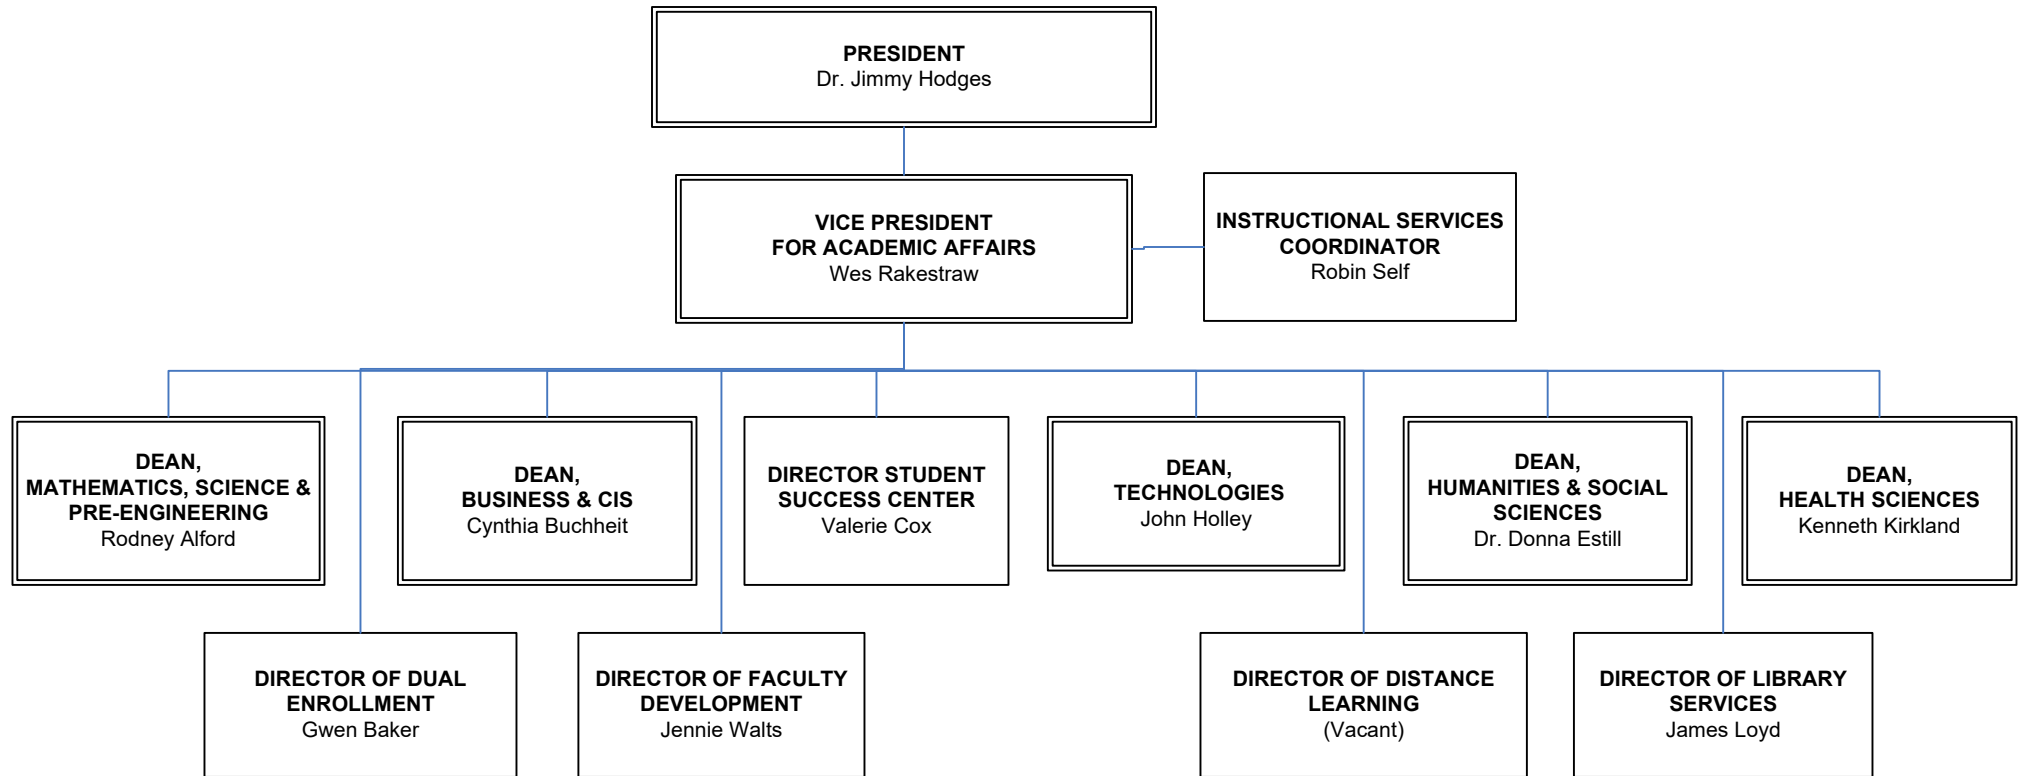 PRESIDENT
Dr. Jimmy Hodges
VICE PRESIDENT
FOR ACADEMIC AFFAIRS
Wes Rakestraw
INSTRUCTIONAL SERVICES
COORDINATOR
Robin Self
DEAN,
MATHEMATICS, SCIENCE &
PRE-ENGINEERING
Rodney Alford
DEAN,
BUSINESS & CIS
Cynthia Buchheit
DIRECTOR STUDENT
SUCCESS CENTER
Valerie Cox
DEAN,
TECHNOLOGIES
John Holley
DEAN,
HUMANITIES & SOCIAL
SCIENCES
Dr. Donna Estill
DEAN,
HEALTH SCIENCES
Kenneth Kirkland
DIRECTOR OF DUAL
ENROLLMENT
Gwen Baker
DIRECTOR OF FACULTY
DEVELOPMENT
Jennie Walts
DIRECTOR OF DISTANCE
LEARNING
(Vacant)
DIRECTOR OF LIBRARY
SERVICES
James Loyd